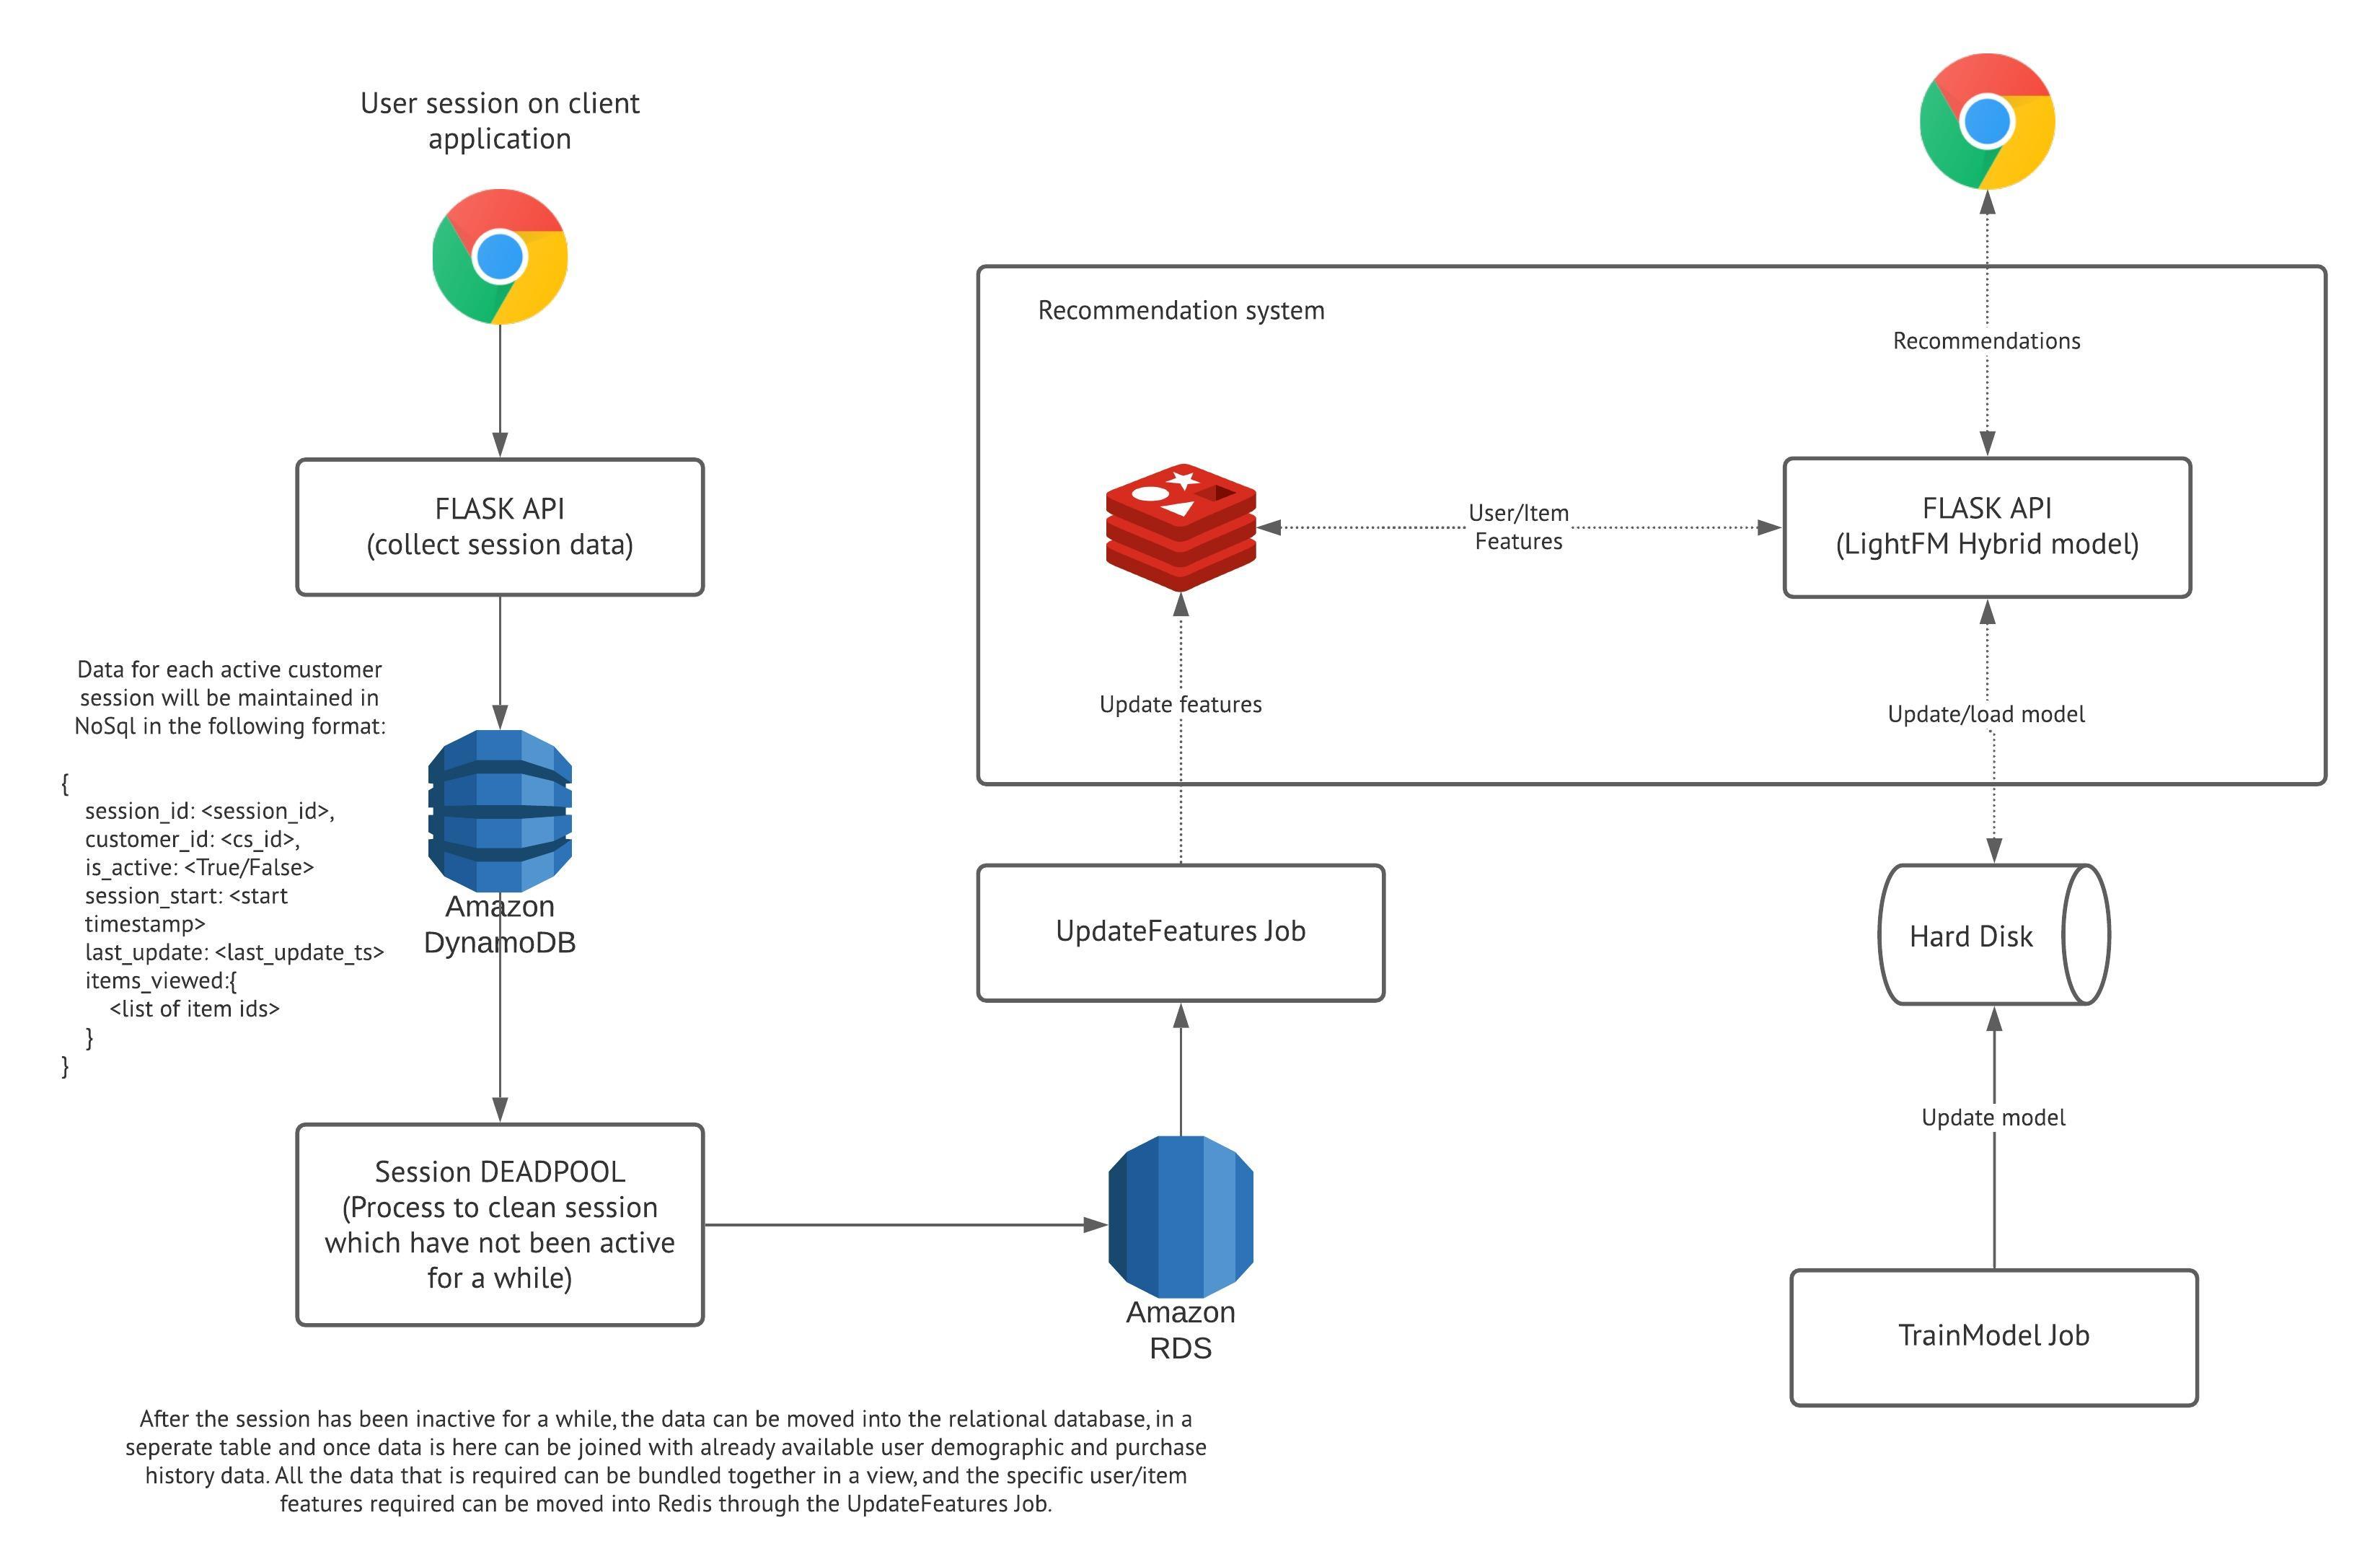 User session on client
application
FLASK API
(collect session data)
Data for each active customer
session will be maintained in
NoSql in the following format:
{
session_id: <session_id>,
customer_id: <cs_id>,
is_active: <True/False>
session_start: <start
timestamp>
last_update: <last_update_ts>
items_viewed:{
<list of item ids>
}
}
Amazon
DynamoDB
Session DEADPOOL
(Process to clean session
which have not been active
for a while)
Amazon
RDS
After the session has been inactive for a while, the data can be moved into the relational database, in a
seperate table and once data is here can be joined with already available user demographic and purchase
history data. All the data that is required can be bundled together in a view, and the specific user/item
features required can be moved into Redis through the UpdateFeatures Job.
Recommendation system
Recommendations
User/Item
Features
FLASK API
(LightFM Hybrid model)
Update features
Update/load model
UpdateFeatures Job
Hard Disk
Update model
TrainModel Job